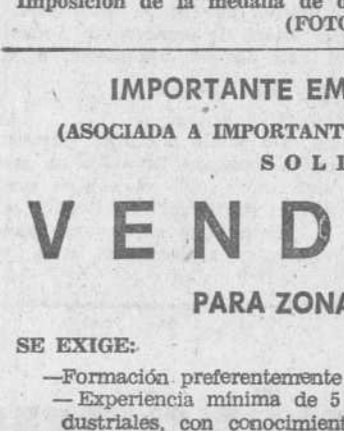 Imposición de la medalla de
(FOTO
IMPORTANTE EM
(ASOCIADA A IMPORTANT
SOLI
VEND
PARA ZONA
SE EXIGE:
—Formación preferentemente
— Experiencia mínima de 5
dustriales, con conocimient